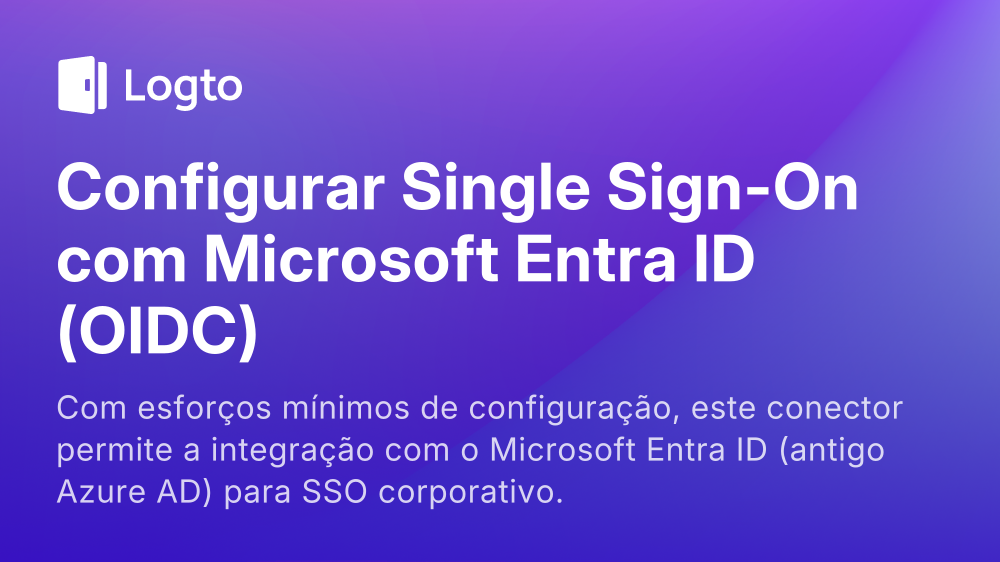 Logto
Configurar Single Sign-On
com Microsoft Entra ID
(OIDC)
Com esforços mínimos de configuração, este conector
permite a integração com o Microsoft Entra ID (antigo
Azure AD) para SSO corporativo.